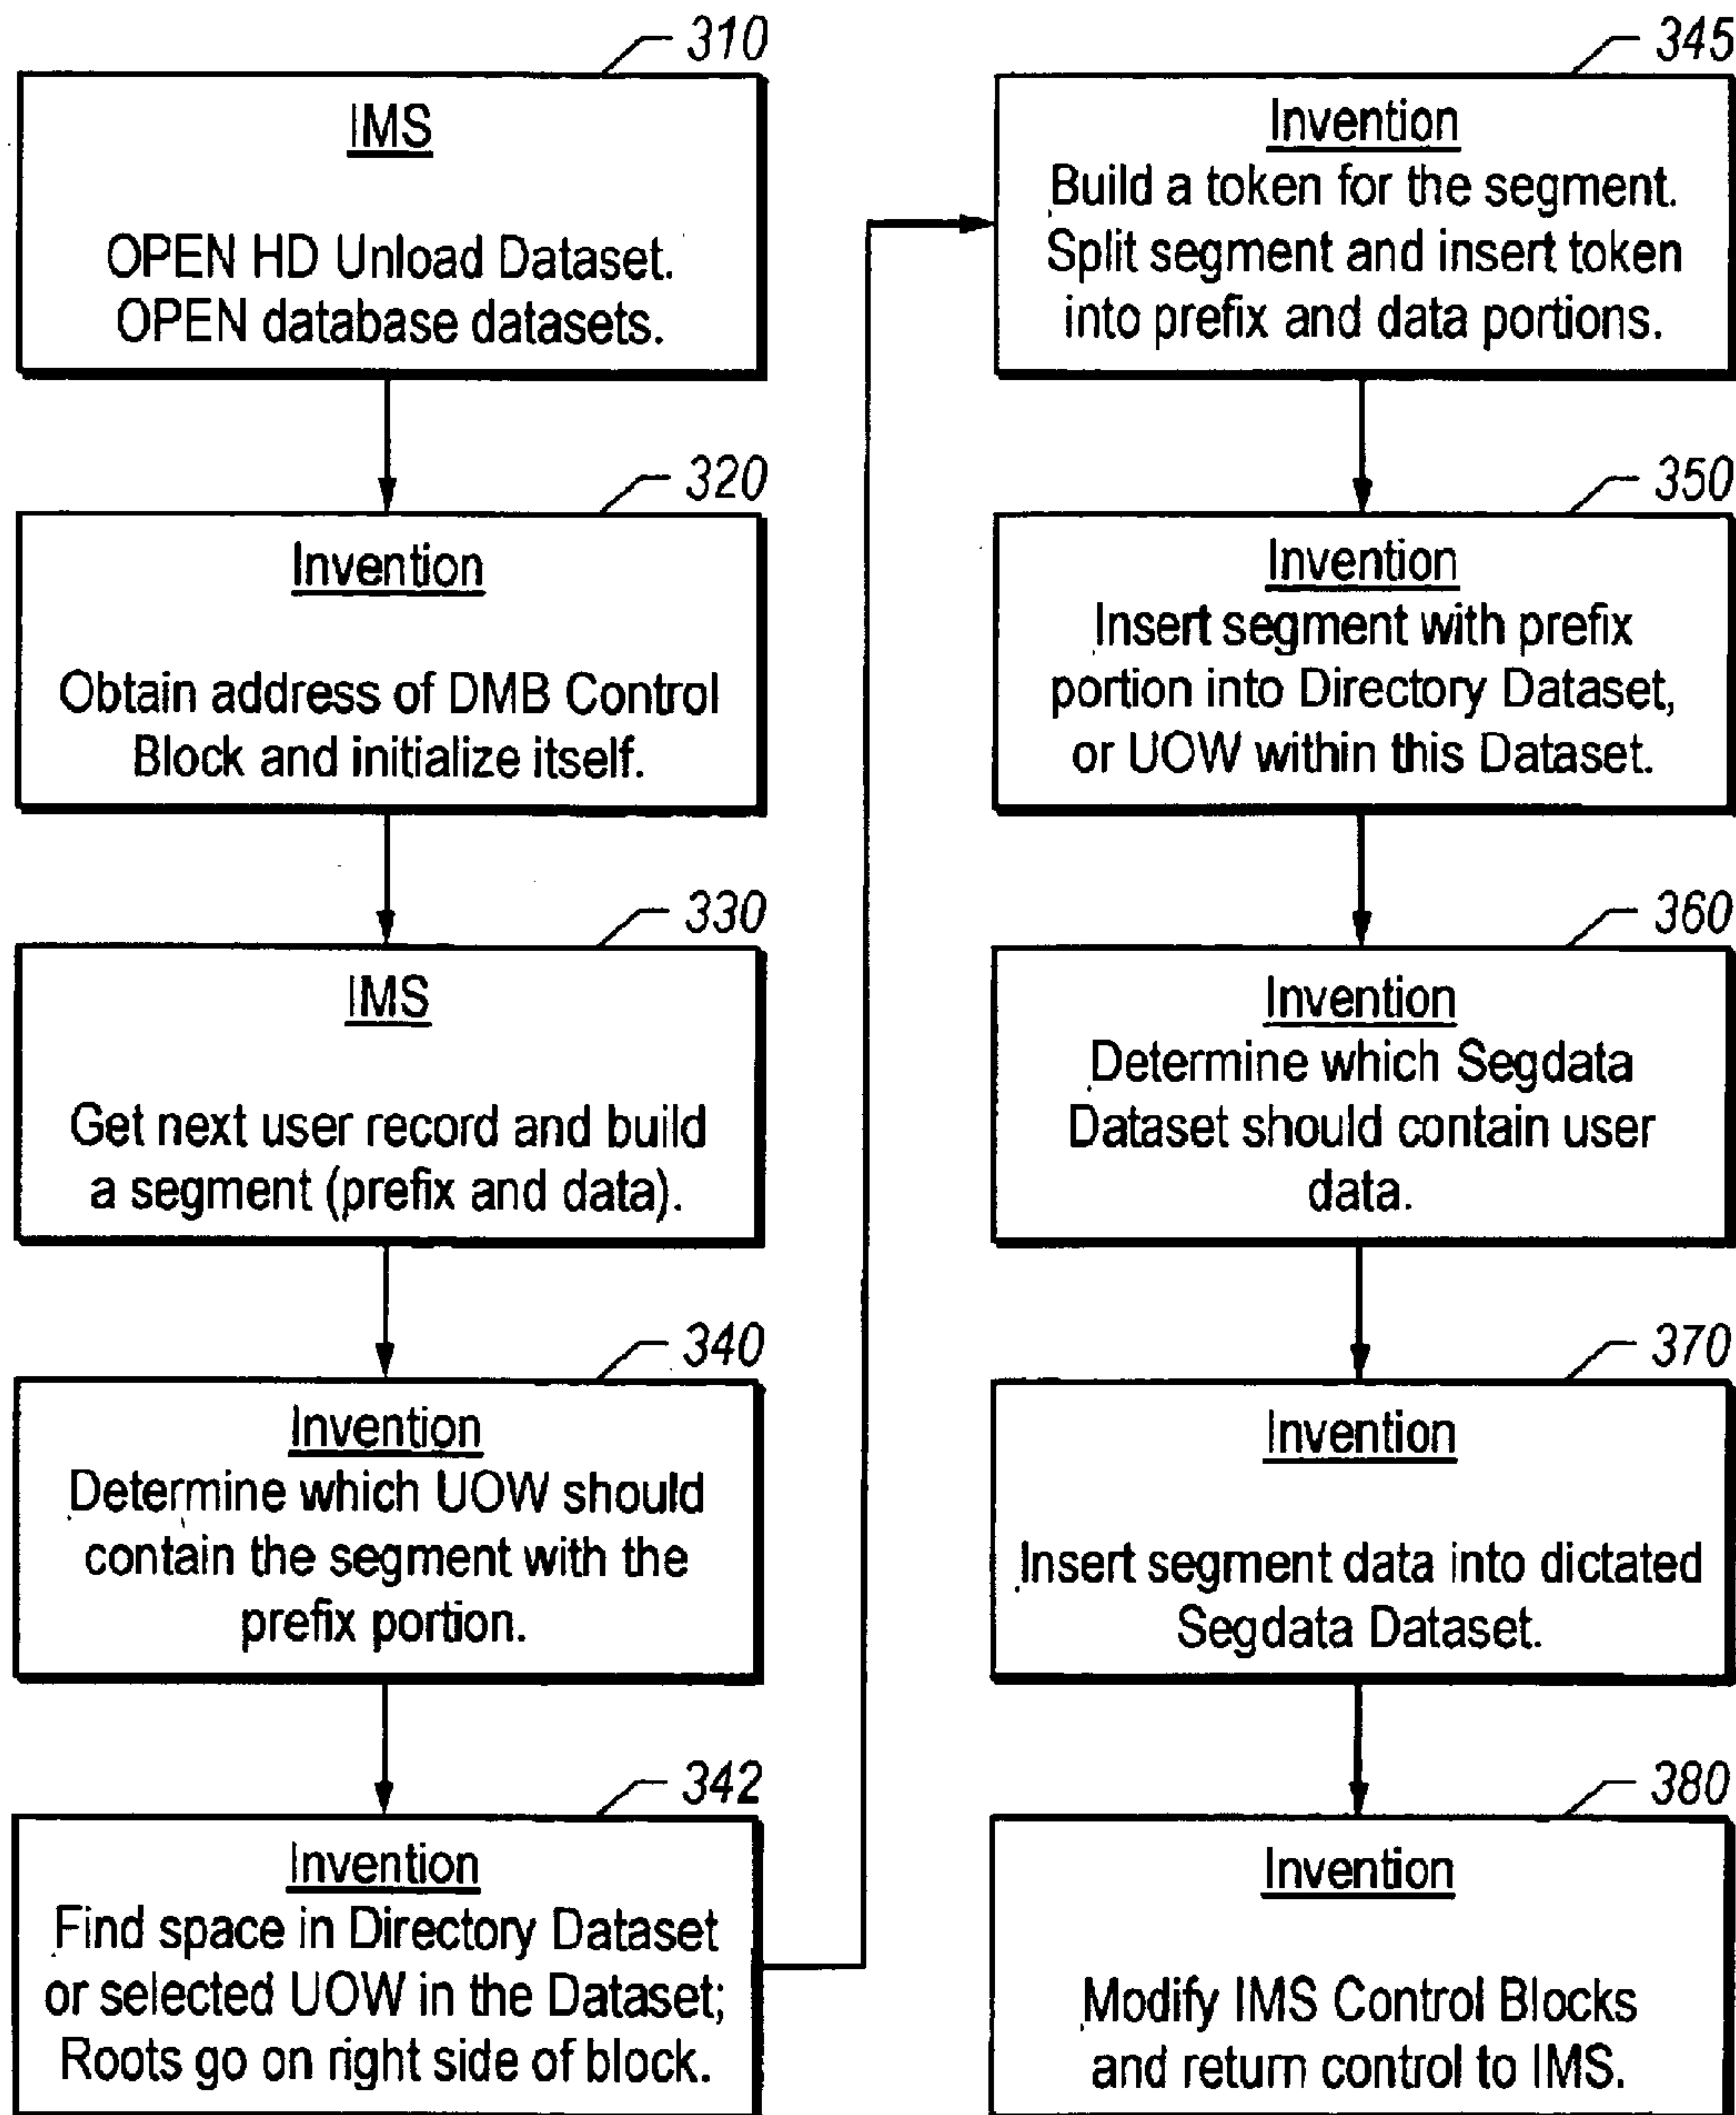 310
IMS
OPEN HD Unload Dataset.
OPEN database datasets.
320
Invention
Obtain address of DMB Control
Block and initialize itself.
330
IMS
Get next user record and build
a segment (prefix and data).
340
Invention
Determine which UOW should
contain the segment with the
prefix portion.
342
Invention
Find space in Directory Dataset
or selected UOW in the Dataset;
Roots go on right side of block.
345
Invention
Build a token for the segment.
Split segment and insert token
into prefix and data portions.
350
Invention
Insert segment with prefix
portion into Directory Dataset,
or UOW within this Dataset.
360
Invention
Determine which Segdata
Dataset should contain user
data.
370
Invention
Insert segment data into dictated
Segdata Dataset.
380
Invention
Modify IMS Control Blocks
and return control to IMS.